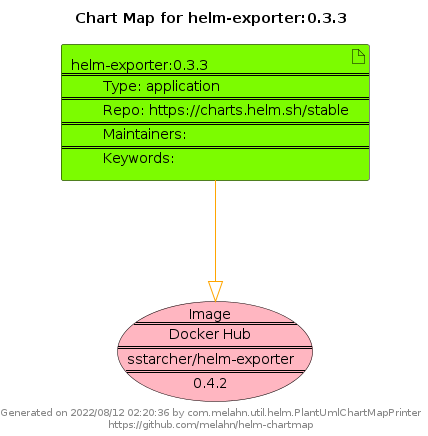 Chart Map for helm-exporter:0.3.3
helm-exporter:0.3.3
Type: application
Repo: https://charts.helm.sh/stable
Maintainers:
Keywords:
Image
Docker Hub
sstarcher/helm-exporter
0.4.2
Generated on 2022/08/12 02:20:36 by com.melahn.util.helm.PlantUmlChartMapPrinter
https://github.com/melahn/helm-chartmap